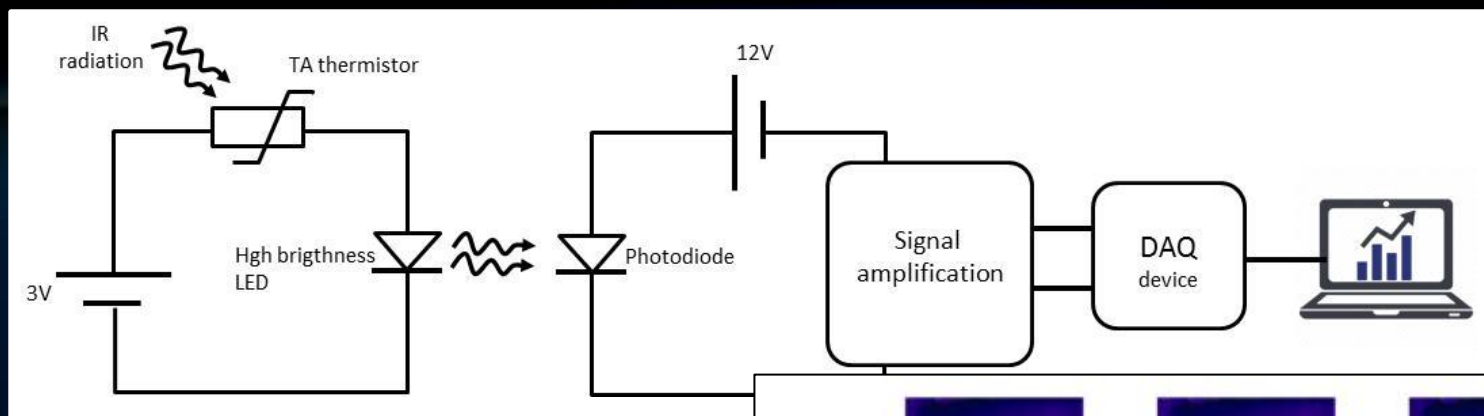 IR
radiation
TA thermistor
12V
Hgh brigthness
LED
Photodiode
3V
Signal
amplification
DAQ
device